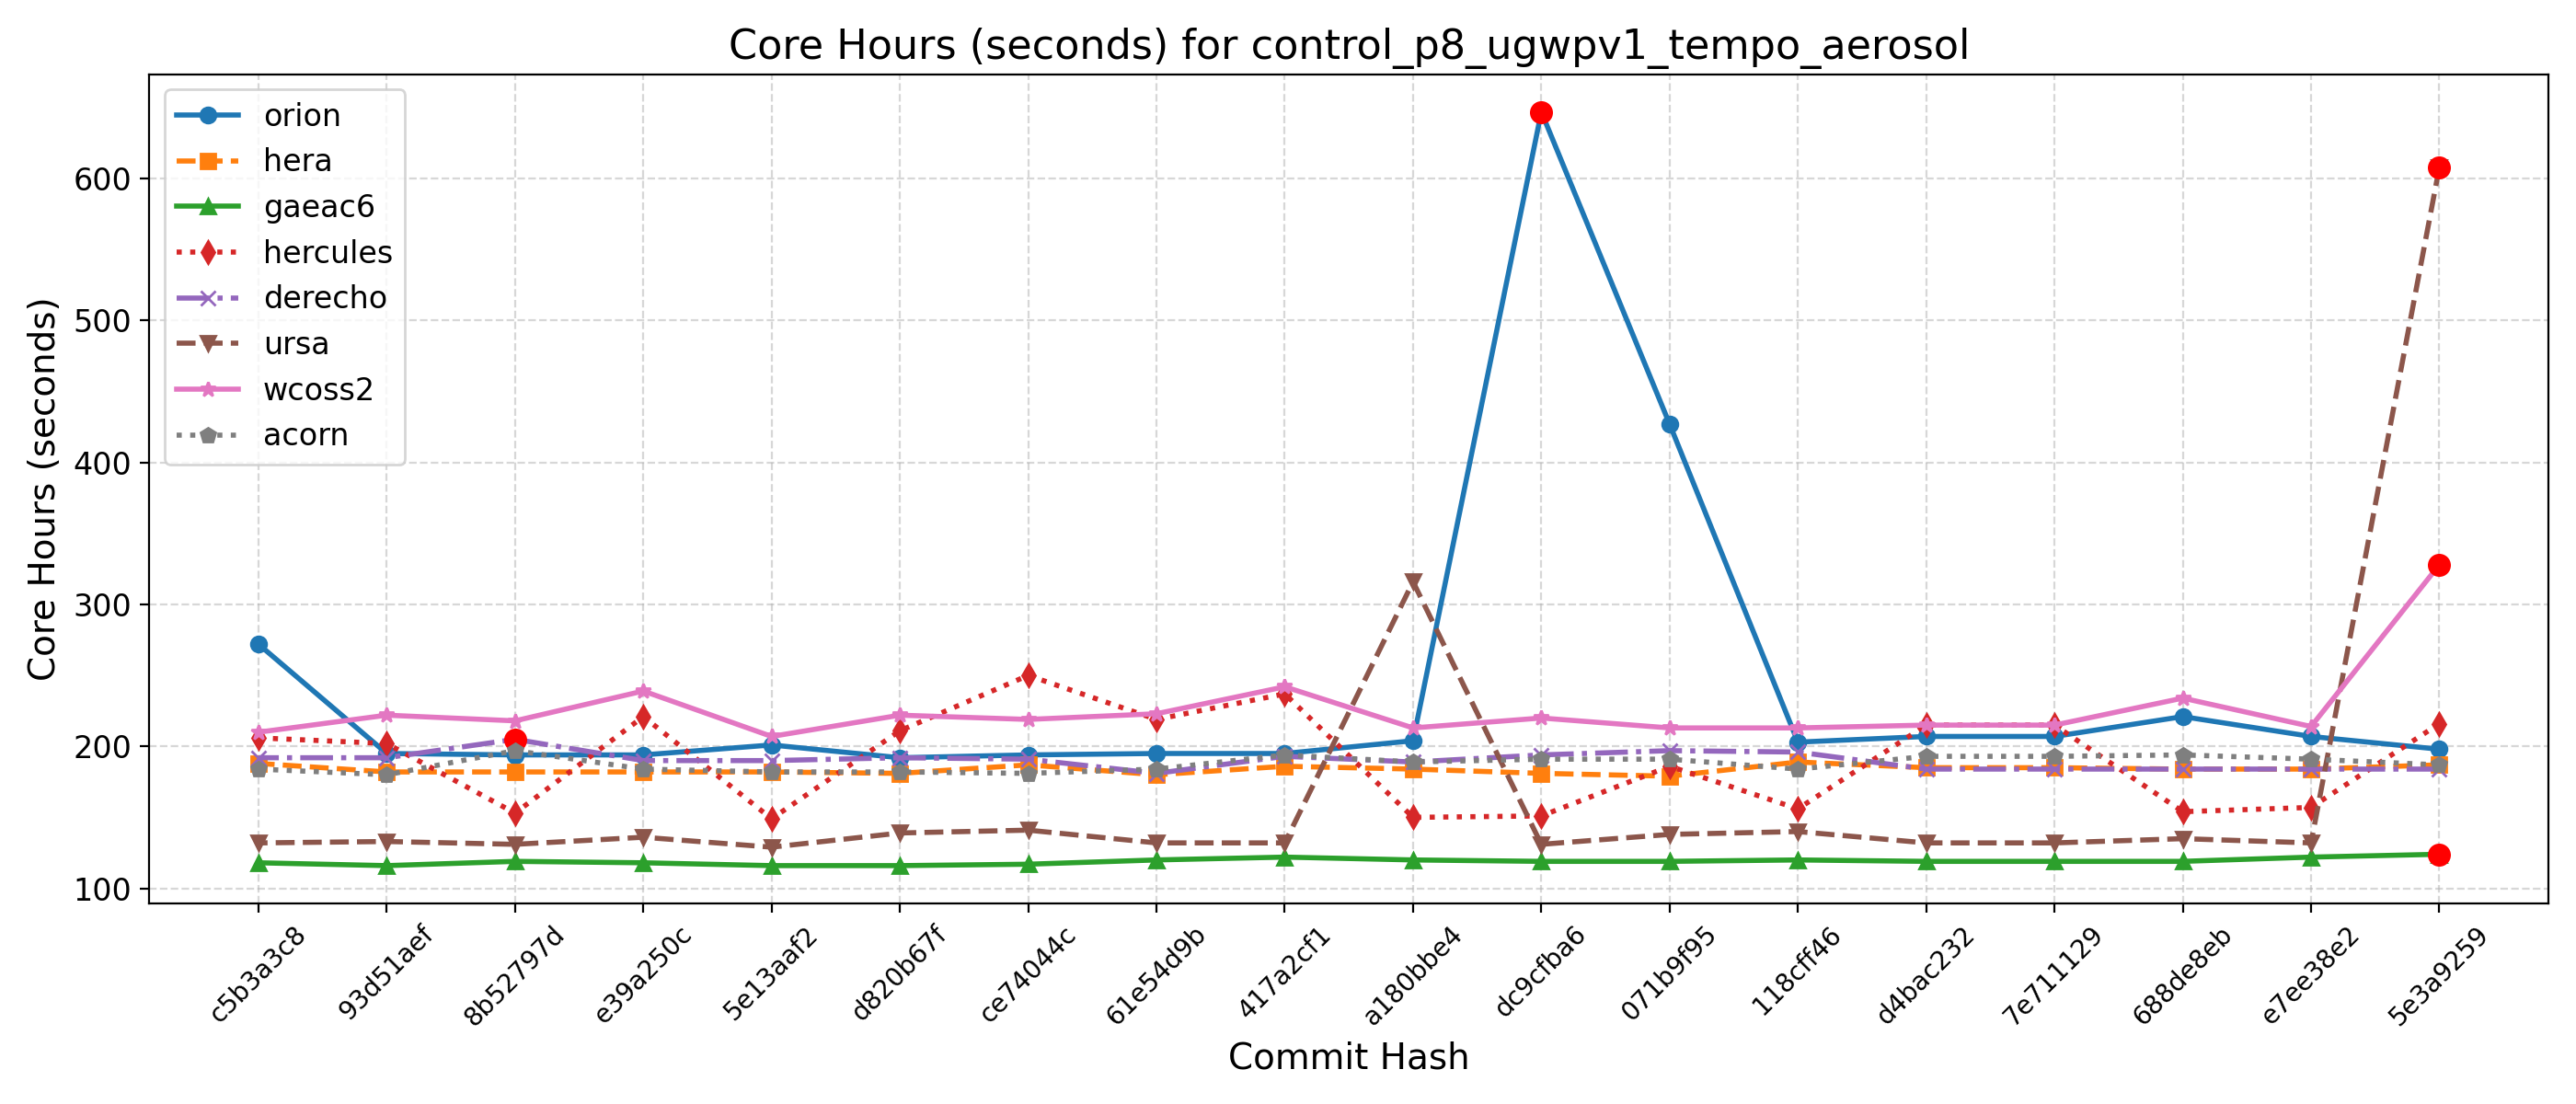 Core Hours (seconds) for control_p8_ugwpv1_tempo_aerosol
orion
hera
gaeac6
hercules
derecho
ursa
wcoss2
acorn
Core Hours (seconds)
600
500
400
300
200
100
c5b3a3c8
93d51aef
8b52797d
e39a250c
5e13aaf2
d820b67f
ce74044c
61e54d9b
417a2cf1
a180bbe4
dc9cfba6
071b9f95
118cff46
d4bac232
7e711129
688de8eb
e7ee38e2
5e3a9259
Commit Hash